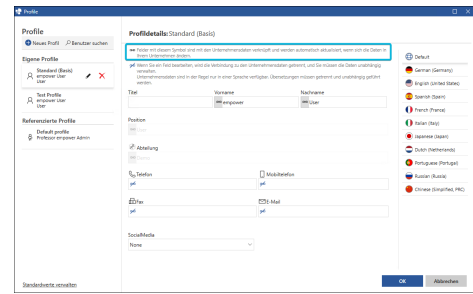 Profile
Profile
Neues Profil
Benutzer suchen
Eigene Profile
Standard (Basis)
empower User
User
Test Profile
empower User
User
Referenzierte Profile
Default profile
Professor empower Admin
Standardwerte verwalten
Profildetails: Standard (Basis)
Felder mit diesem Symbol sind mit den Unternehmensdaten verknüpft und werden automatisch aktualisiert, wenn sich die Daten in
Ihrem Unternehmen ändern.
Wenn Sie ein Feld bearbeiten, wird die Verbindung zu den Unternehmensdaten getrennt, und Sie müssen die Daten unabhängig
verwalten.
Unternehmensdaten sind in der Regel nur in einer Sprache verfügbar. Übersetzungen müssen getrennt und unabhängig geführt
werden.
Titel
Vorname
Nachname
empower
User
Position
Abteilung
Telefon
Mobiltelefon
Fax
E-Mail
SocialMedia
None
Default
German (Germany)
English (United States)
Spanish (Spain)
French (France)
Italian (Italy)
Japanese (Japan)
Dutch (Netherlands)
Portuguese (Portugal)
Russian (Russia)
Chinese (Simplified, PRC)
OK
Abbrechen